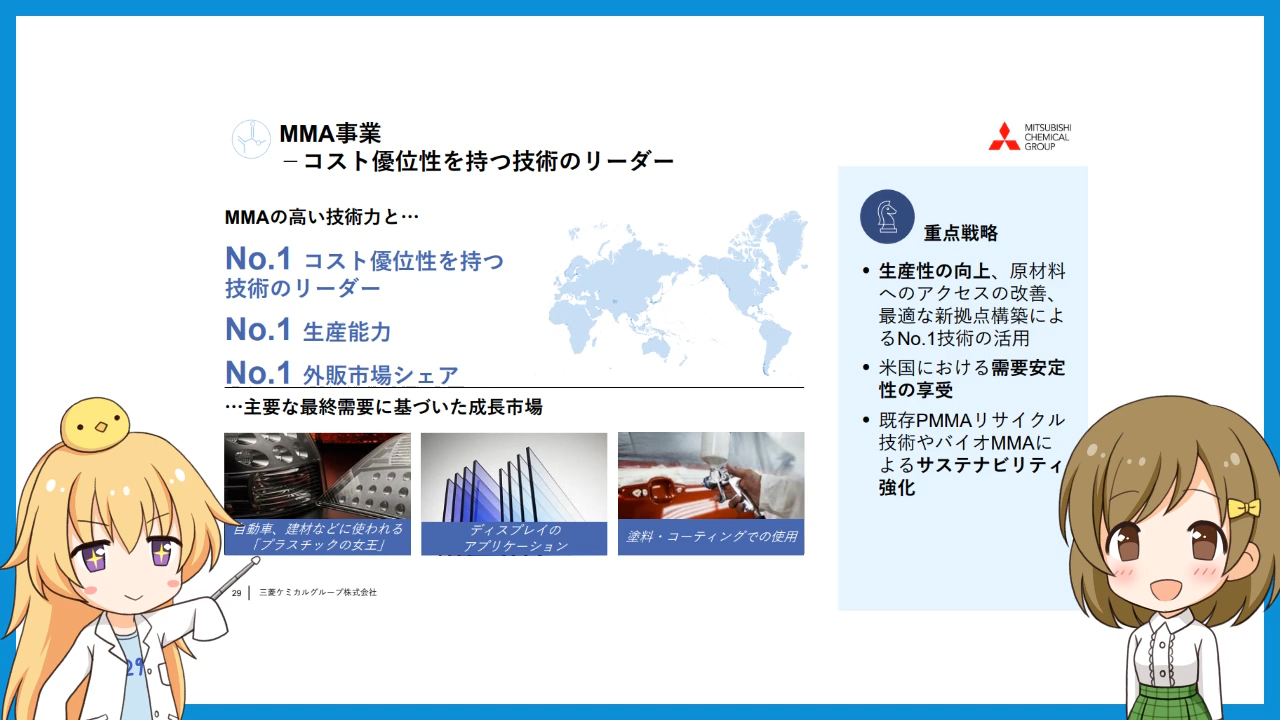 MMA事業
－コスト優位性を持つ技術のリーダー
MITSUBISHI
CHEMICAL
GROUP
MMAの高い技術力と…
No.1 コスト優位性を持つ
技術のリーダー
No.1 生産能力
No.1 外販市場シェア
…主要な最終需要に基づいた成長市場
自動車、建材などに使われる
「プラスチックの女王」
ディスプレイの
アプリケーション
塗料・コーティングでの使用
重点戦略
• 生産性の向上、原材料
へのアクセスの改善、
最適な新拠点構築によ
るNo.1技術の活用
• 米国における需要安定
性の享受
• 既存PMMAリサイクル
技術やバイオMMAに
よるサステナビリティ
強化
29 三菱ケミカルグループ株式会社
29